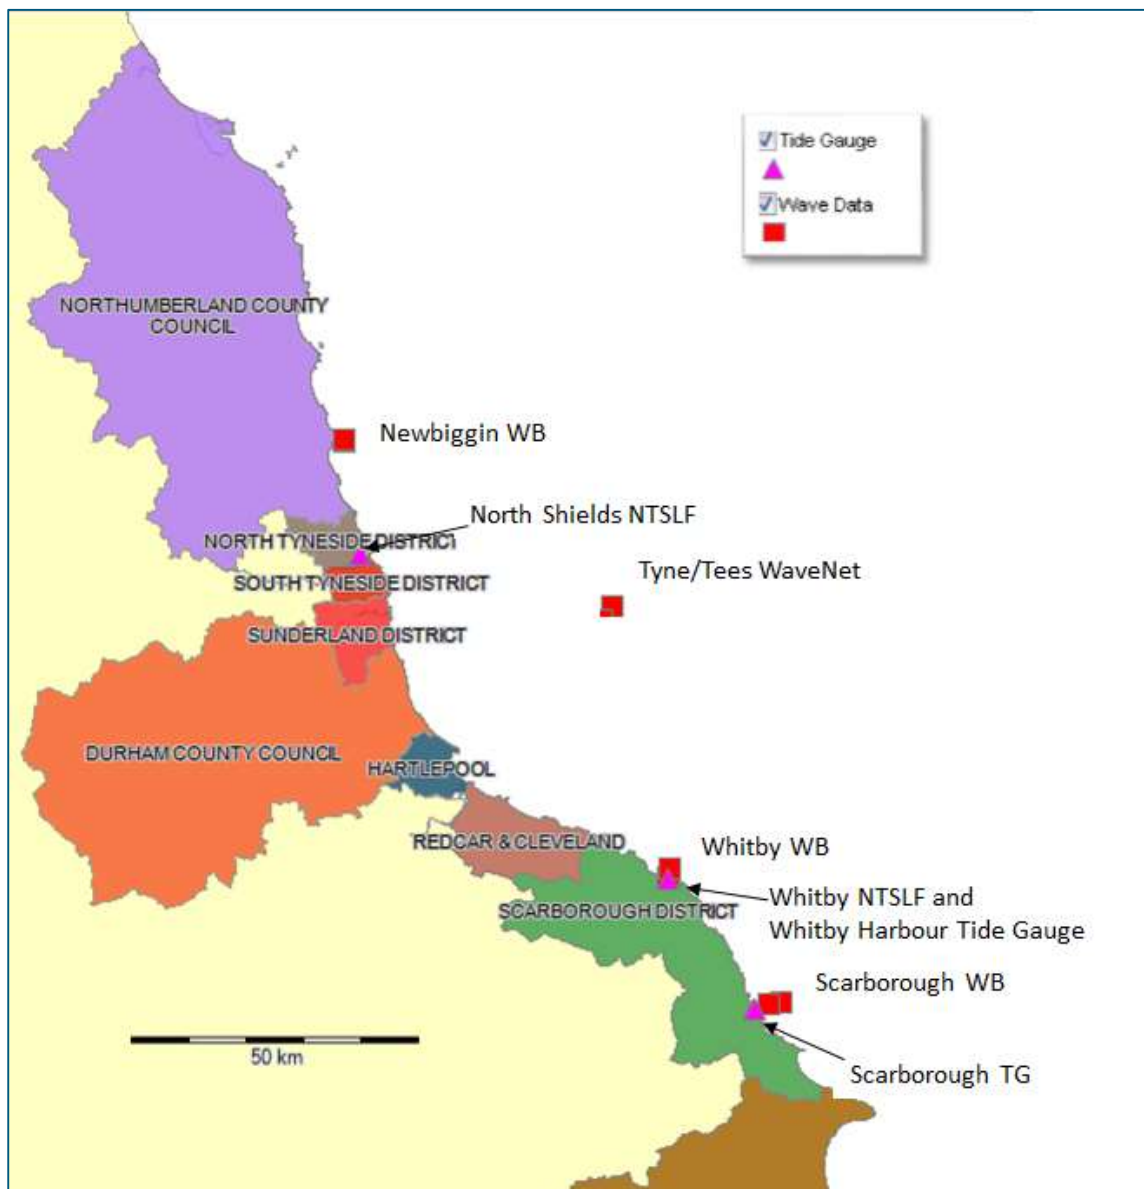 Tide Gauge
Wave Data
NORTHUMBERLAND COUNTY
COUNCIL
Newbiggin WB
North Shields NTSLF
NORTH TYNESIDE DISTRICT
Tyne/Tees WaveNet
SOUTH TYNESIDE DISTRICT
SUNDERLAND DISTRICT
DURHAM COUNTY COUNCIL
HARTLEPOOL
REDCAR & CLEVELAND
Whitby WB
Whitby NTSLF and
Whitby Harbour Tide Gauge
SCARBOROUGH DISTRICT
Scarborough WB
50 km
Scarborough TG